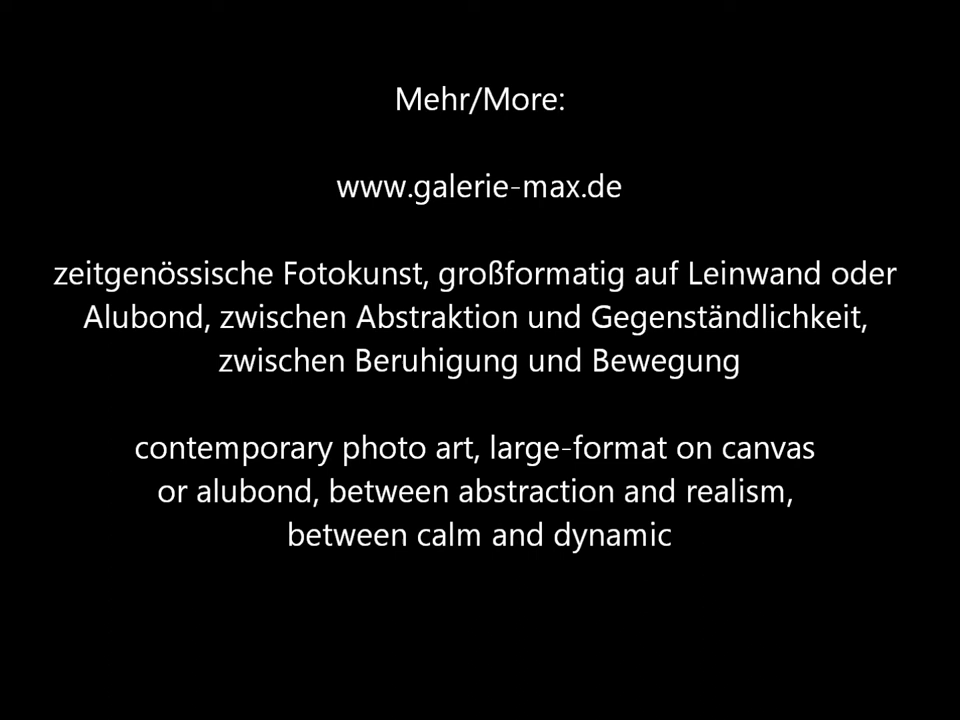 Mehr/More:
www.galerie-max.de
zeitgenössische Fotokunst, großformatig auf Leinwand oder
Alubond, zwischen Abstraktion und Gegenständlichkeit,
zwischen Beruhigung und Bewegung
contemporary photo art, large-format on canvas
or alubond, between abstraction and realism,
between calm and dynamic